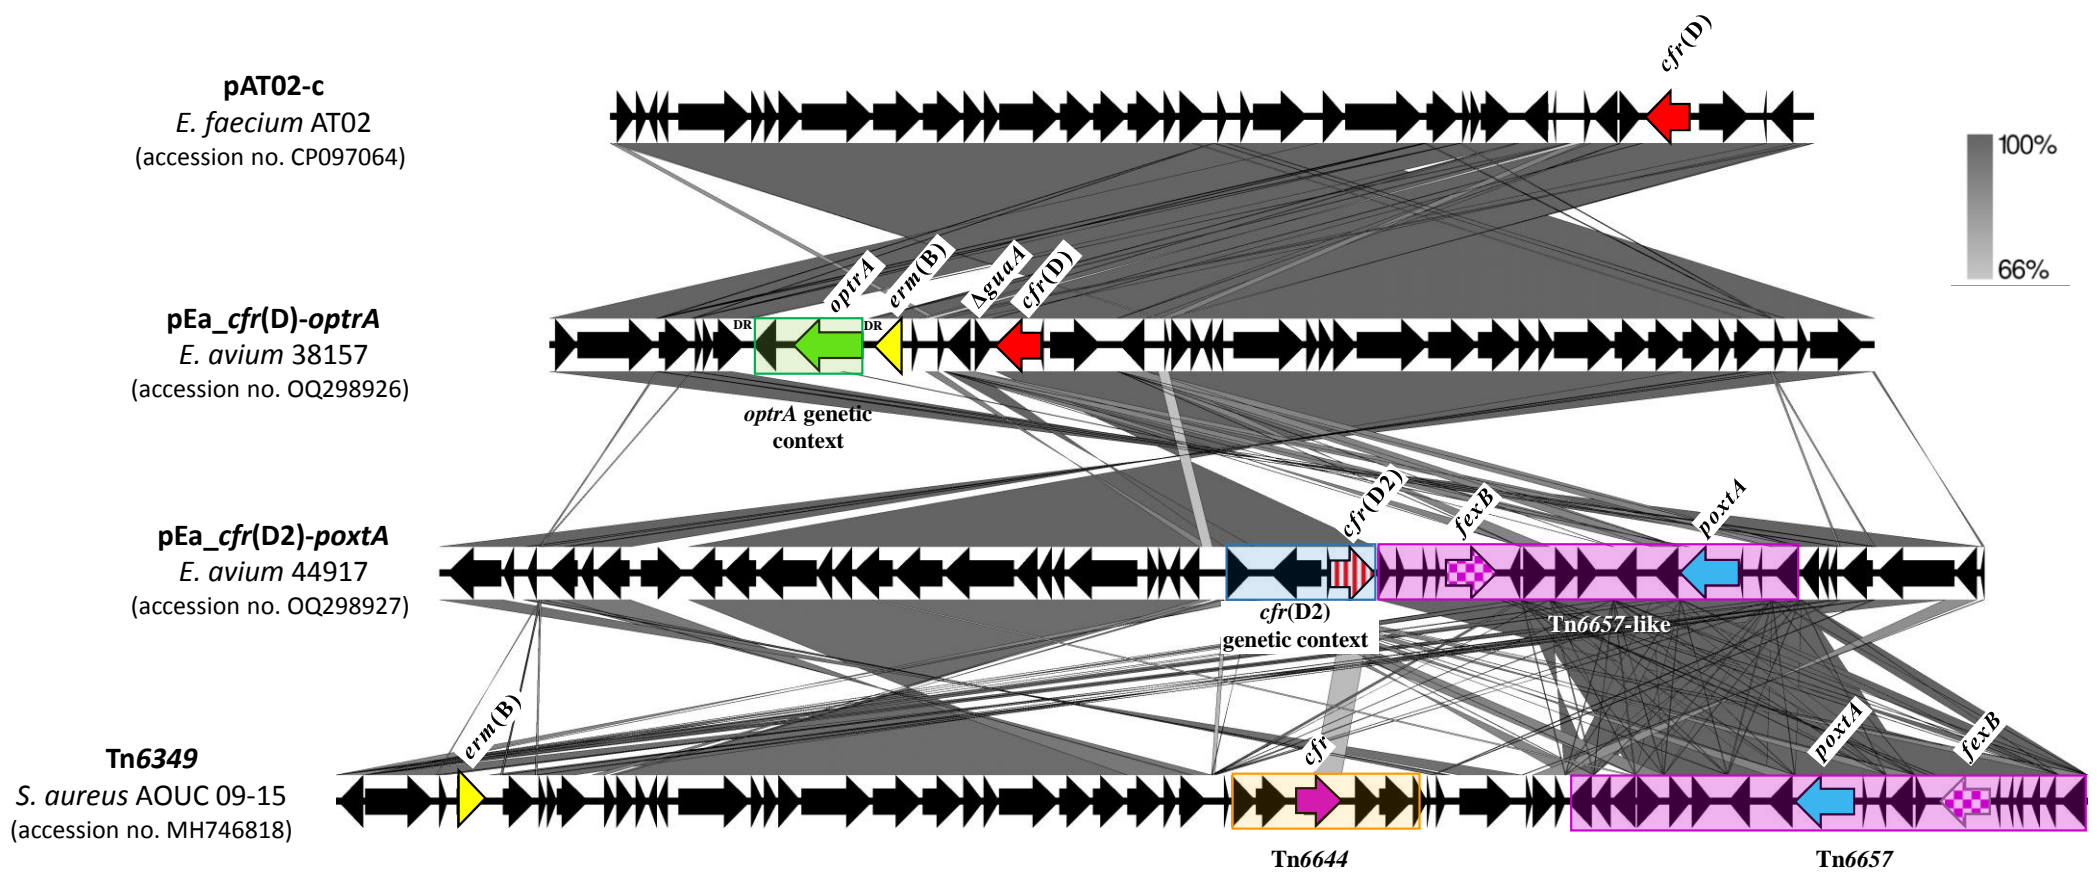 cfr(D)
pAT02-c
E. faecium AT02
(accession no. CP097064)
100%
66%
optrA
erm(B)
ΔguaA
cfr(D)
pEa_cfr(D)-optrA
E. avium 38157
(accession no. OQ298926)
DR
DR
optrA genetic
context
cfr(D2)
fexB
poxtA
pEa_cfr(D2)-poxtA
E. avium 44917
(accession no. OQ298927)
cfr(D2)
genetic context
Tn6657-like
erm(B)
cfr
poxtA
fexB
Tn6349
S. aureus AOUC 09-15
(accession no. MH746818)
Tn6644
Tn6657